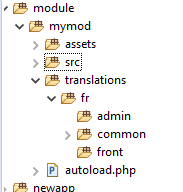 module
mymod
assets
src
translations
fr
admin
common
front
autoload.php
newapp